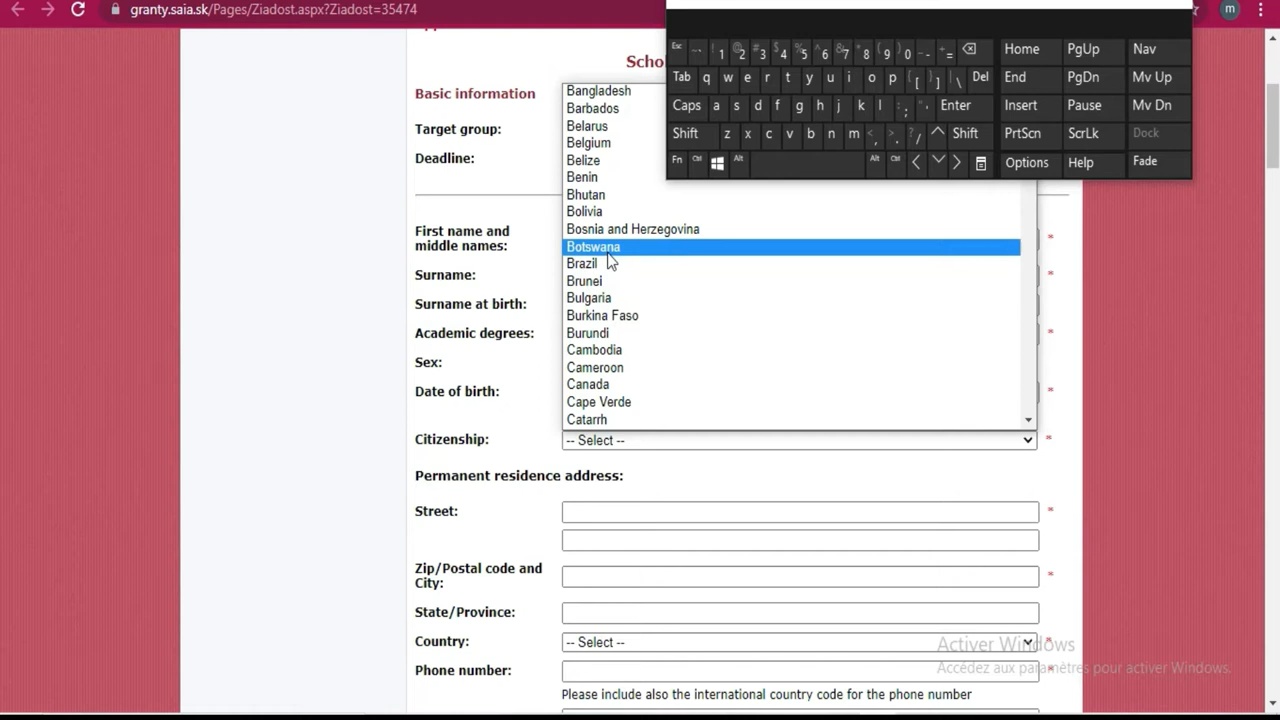 granty.saia.sk/Pages/Ziadost.aspx?Ziadost=35474
m
Esc ~ ` ! 1 @ 2 # 3 $ 4 % 5 ^ 6 & 7 * 8 ( 9 ) 0 _ - + = Home PgUp Nav
Tab q w e r t y u i o p { [ } ] | \ Del End PgDn Mv Up
Caps a s d f g h j k l : ; " ' Enter Insert Pause Mv Dn
Shift z x c v b n m < , > . ? / Shift PrtScn ScrLk Dock
Fn Ctrl Alt Alt Ctrl Options Help Fade
Schol
Basic information
Target group:
Deadline:
Bangladesh
Barbados
Belarus
Belgium
Belize
Benin
Bhutan
Bolivia
Bosnia and Herzegovina
Botswana
Brazil
Brunei
Bulgaria
Burkina Faso
Burundi
Cambodia
Cameroon
Canada
Cape Verde
Catarrh
First name and
middle names: *
Surname: *
Surname at birth:
Academic degrees:
Sex:
Date of birth: *
Citizenship: -- Select -- *
Permanent residence address:
Street: *
Zip/Postal code and
City: *
State/Province:
Country: -- Select -- *
Phone number: *
Please include also the international country code for the phone number
Activer Windows
Accédez aux paramètres pour activer Windows.